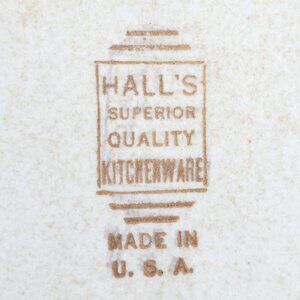 HALL'S
SUPERIOR
QUALITY
KITCHENWARE
MADE IN
U. S. A.